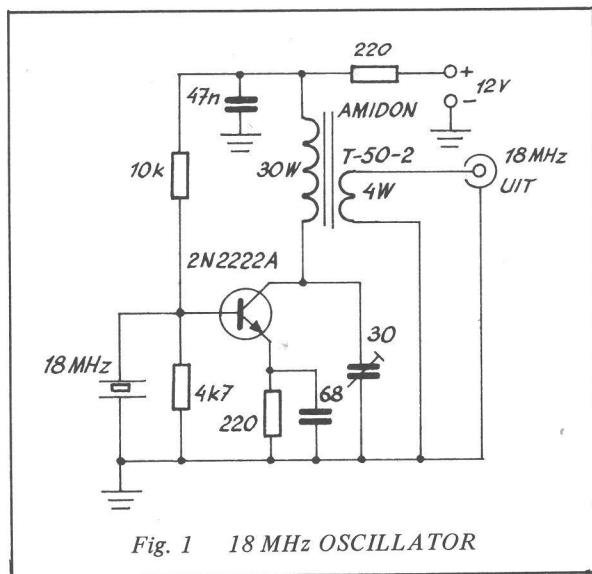 220
+
12V
-
47n
AMIDON
10k
30W
T-50-2
4W
18 MHz
UIT
2N2222A
30
18 MHz
4k7
220
68
Fig. 1 18 MHz OSCILLATOR